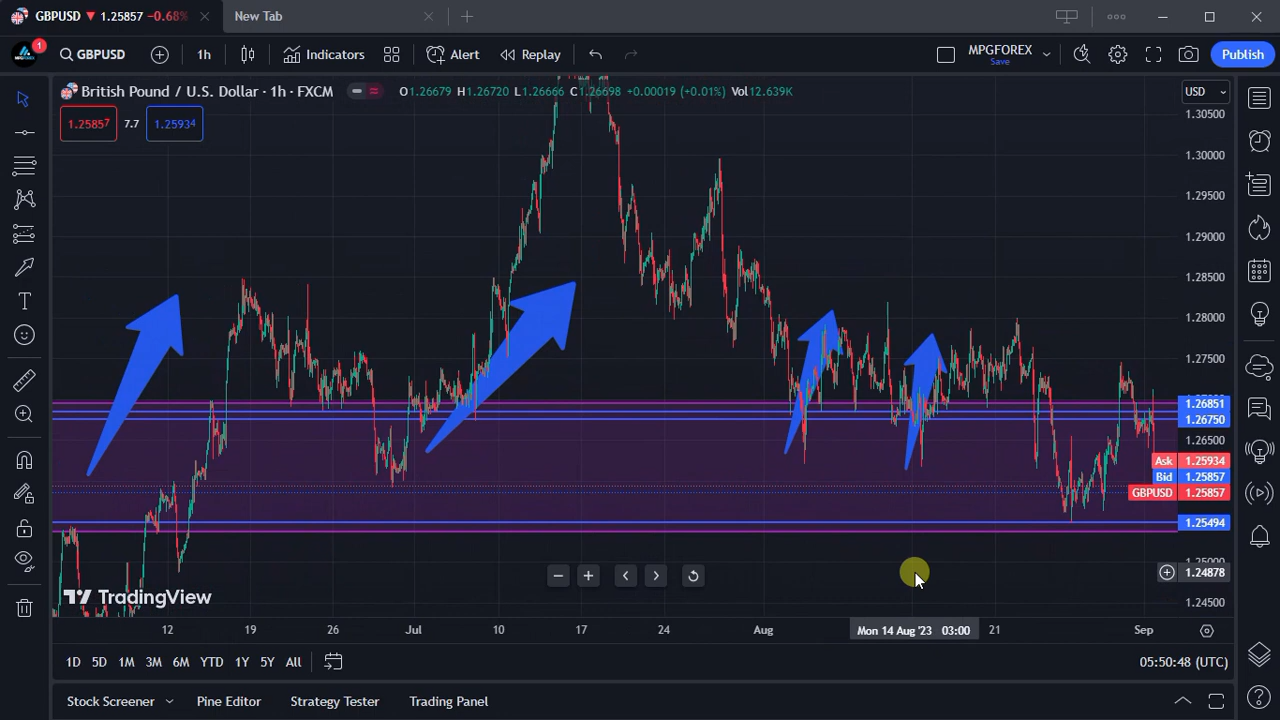 GBPUSD ▼ 1.25857 −0.68%
New Tab
1
GBPUSD
1h
Indicators
Alert
Replay
MPGFOREX
Save
Publish
British Pound / U.S. Dollar · 1h · FXCM
O1.26679 H1.26720 L1.26666 C1.26698 +0.00019 (+0.01%) Vol12.639K
USD
1.25857
7.7
1.25934
1.30500
1.30000
1.29500
1.29000
1.28500
1.28000
1.27500
1.26851
1.26750
1.26500
Ask 1.25934
Bid 1.25857
GBPUSD 1.25857
1.25494
1.24878
1.24500
TradingView
12
19
26
Jul
10
17
24
Aug
Mon 14 Aug '23 03:00
21
Sep
1D
5D
1M
3M
6M
YTD
1Y
5Y
All
05:50:48 (UTC)
Stock Screener
Pine Editor
Strategy Tester
Trading Panel